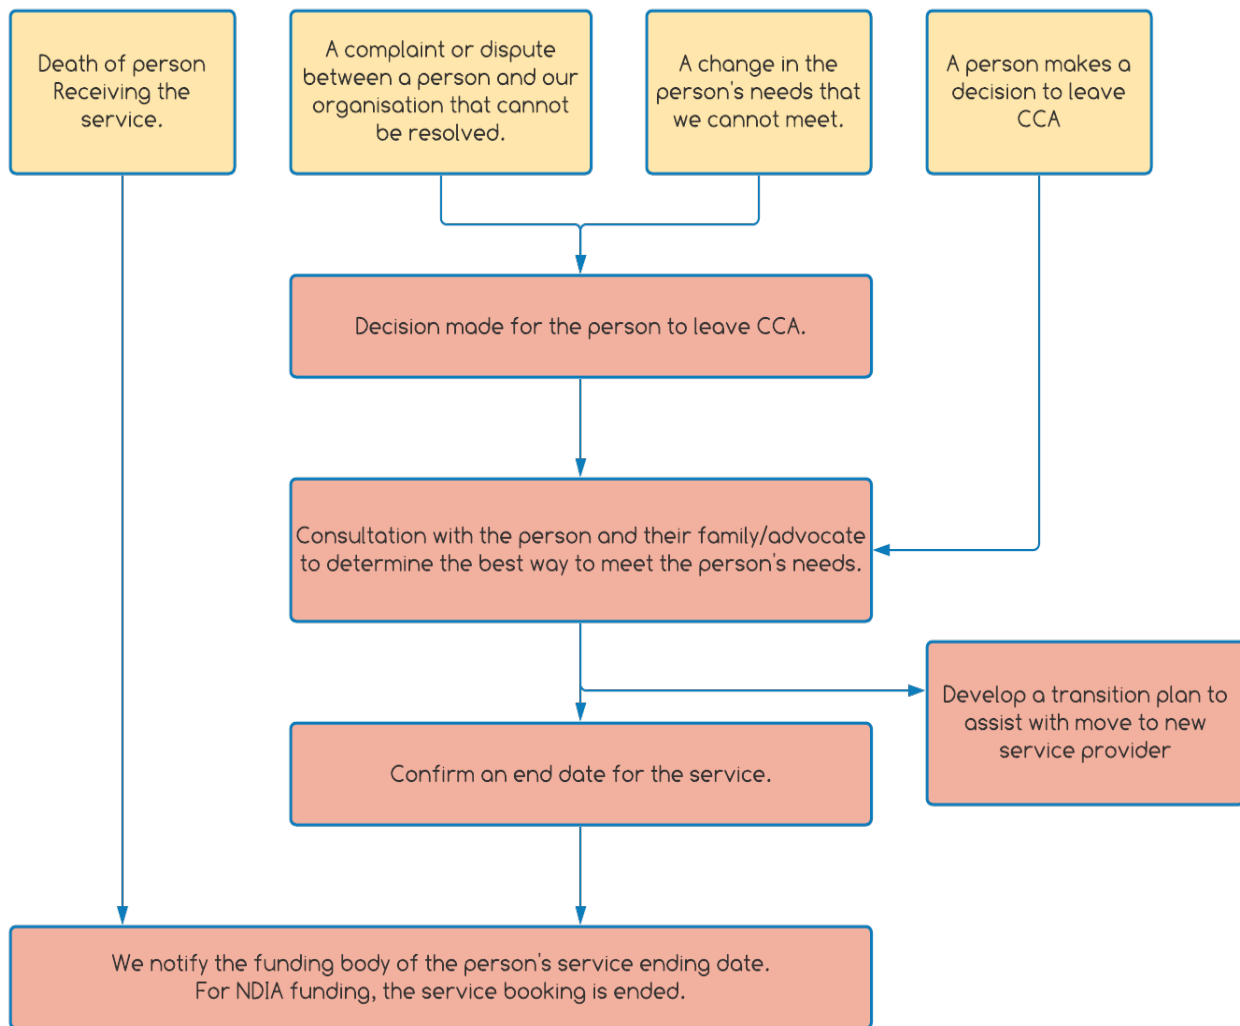 Death of person
Receiving the
service.
A complaint or dispute
between a person and our
organisation that cannot
be resolved.
A change in the
person's needs that
we cannot meet.
A person makes a
decision to leave
CCA
Decision made for the person to leave CCA.
Consultation with the person and their family/advocate
to determine the best way to meet the person's needs.
Develop a transition plan to
assist with move to new
service provider
Confirm an end date for the service.
We notify the funding body of the person's service ending date.
For NDIA funding, the service booking is ended.